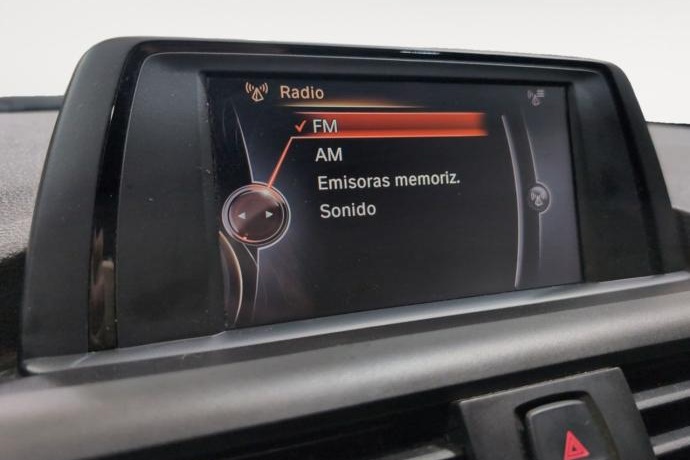 Radio
FM
AM
Emisoras memoriz.
Sonido